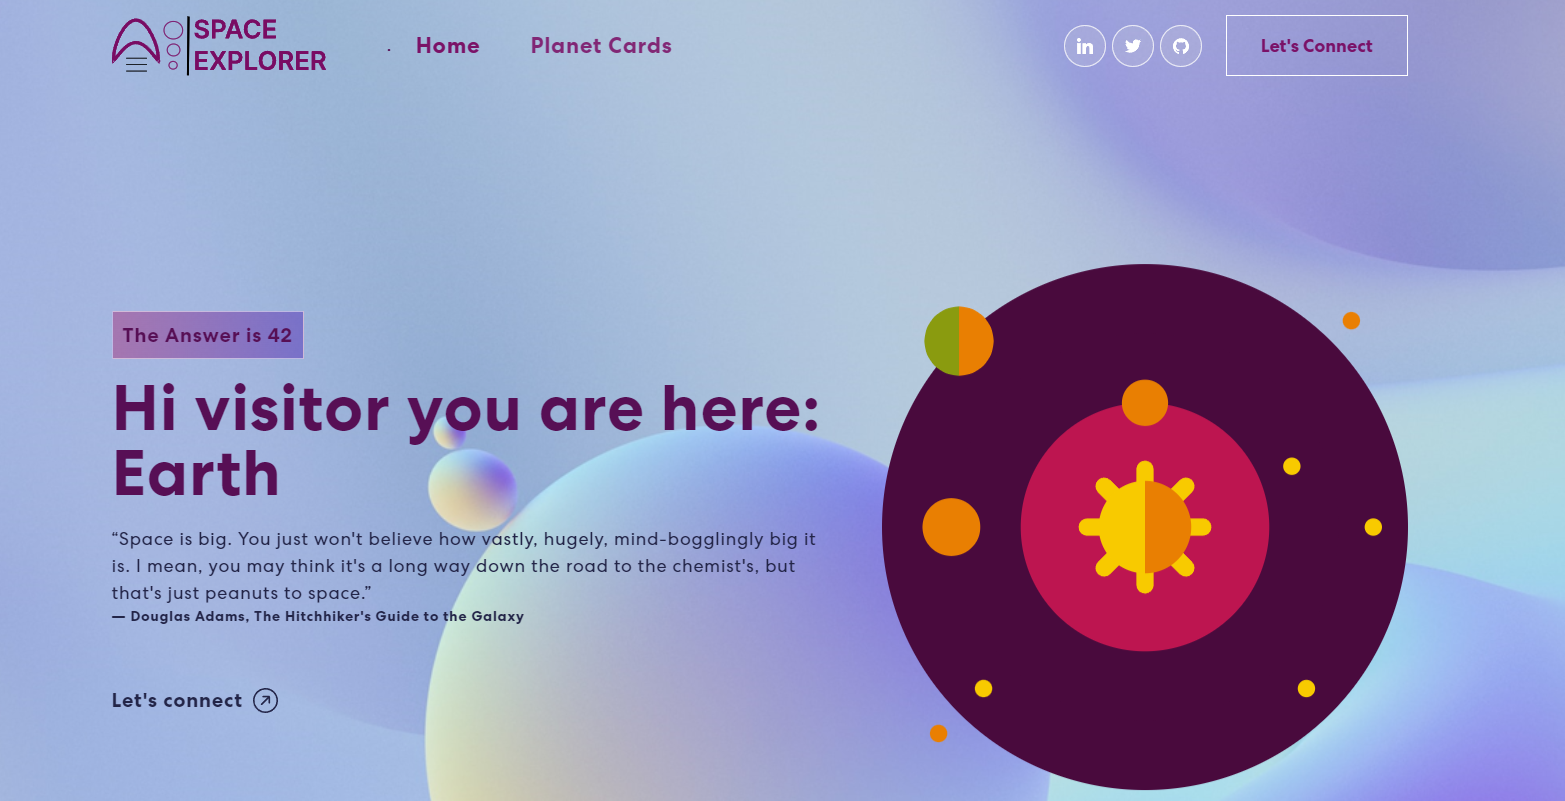 SPACE
EXPLORER
Home
Planet Cards
in
Let's Connect
The Answer is 42
Hi visitor you are here:
Earth
“Space is big. You just won't believe how vastly, hugely, mind-bogglingly big it
is. I mean, you may think it's a long way down the road to the chemist's, but
that's just peanuts to space.”
— Douglas Adams, The Hitchhiker's Guide to the Galaxy
Let's connect